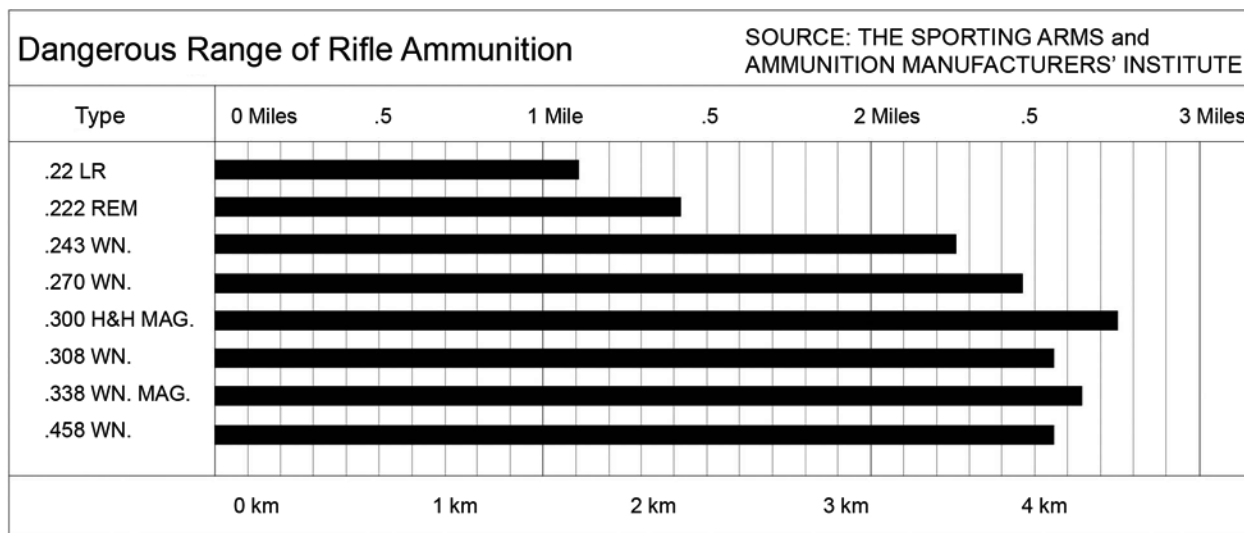 Dangerous Range of Rifle Ammunition
SOURCE: THE SPORTING ARMS and
AMMUNITION MANUFACTURERS' INSTITUTE
Type 0 Miles .5 1 Mile .5 2 Miles .5 3 Miles
.22 LR
.222 REM
.243 WN.
.270 WN.
.300 H&H MAG.
.308 WN.
.338 WN. MAG.
.458 WN.
0 km 1 km 2 km 3 km 4 km